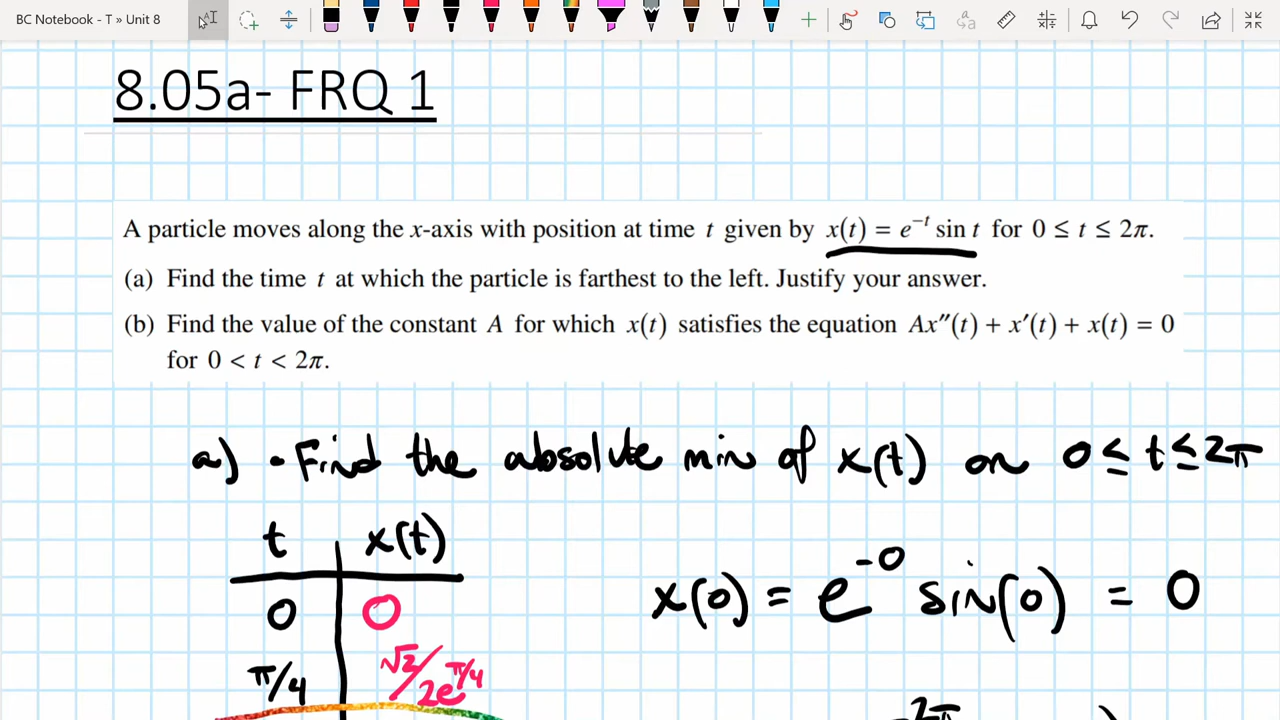 BC Notebook - T » Unit 8
8.05a- FRQ 1
A particle moves along the x-axis with position at time t given by x(t) = e⁻ᵗ sin t for 0 ≤ t ≤ 2π.
(a) Find the time t at which the particle is farthest to the left. Justify your answer.
(b) Find the value of the constant A for which x(t) satisfies the equation Ax″(t) + x′(t) + x(t) = 0
for 0 < t < 2π.
a) • Find the absolute min of x(t) on 0 ≤ t ≤ 2π
t x(t)
0 0
x(0) = e⁻⁰ sin(0) = 0
π/4 √2/2e^π/4
-2π